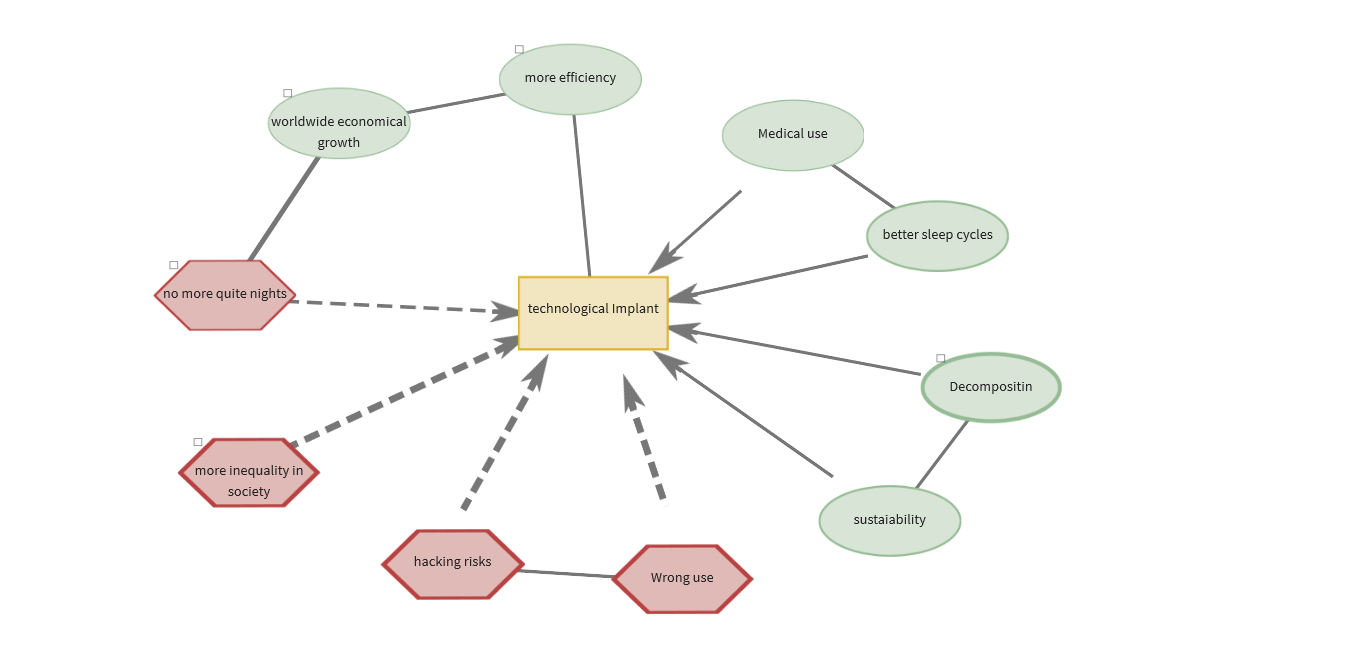 more efficiency
worldwide economical
growth
Medical use
better sleep cycles
no more quite nights
technological Implant
Decompositin
more inequality in
society
sustaiability
hacking risks
Wrong use